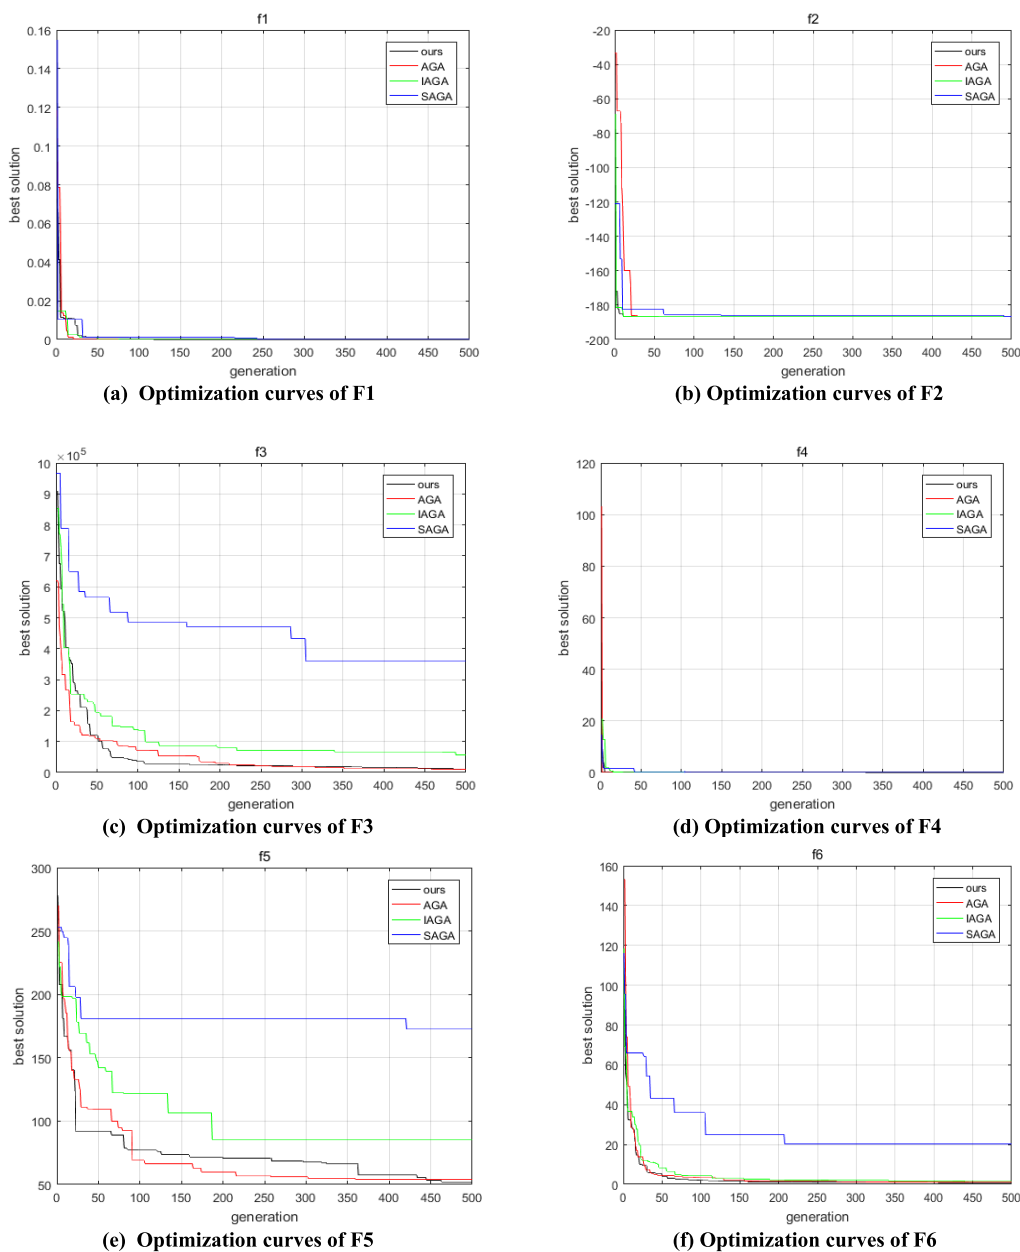 f1
0.16
0.14
0.12
0.1
0.08
0.06
0.04
0.02
0
best solution
ours
AGA
IAGA
SAGA
0 50 100 150 200 250 300 350 400 450 500
generation
(a) Optimization curves of F1
f2
-20
-40
-60
-80
-100
-120
-140
-160
-180
-200
best solution
ours
AGA
IAGA
SAGA
0 50 100 150 200 250 300 350 400 450 500
generation
(b) Optimization curves of F2
f3
×10⁵
10
9
8
7
6
5
4
3
2
1
0
best solution
ours
AGA
IAGA
SAGA
0 50 100 150 200 250 300 350 400 450 500
generation
(c) Optimization curves of F3
f4
120
100
80
60
40
20
0
best solution
ours
AGA
IAGA
SAGA
0 50 100 150 200 250 300 350 400 450 500
generation
(d) Optimization curves of F4
f5
300
250
200
150
100
50
best solution
ours
AGA
IAGA
SAGA
0 50 100 150 200 250 300 350 400 450 500
generation
(e) Optimization curves of F5
f6
160
140
120
100
80
60
40
20
0
best solution
ours
AGA
IAGA
SAGA
0 50 100 150 200 250 300 350 400 450 500
generation
(f) Optimization curves of F6